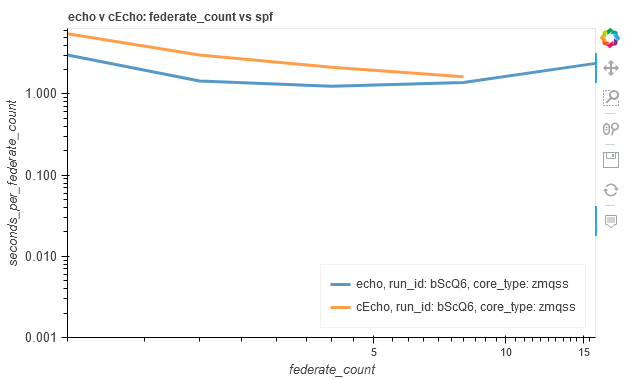 echo v cEcho: federate_count vs spf
seconds_per_federate_count
1.000
0.100
0.010
0.001
echo, run_id: bScQ6, core_type: zmqss
cEcho, run_id: bScQ6, core_type: zmqss
5
10
15
federate_count